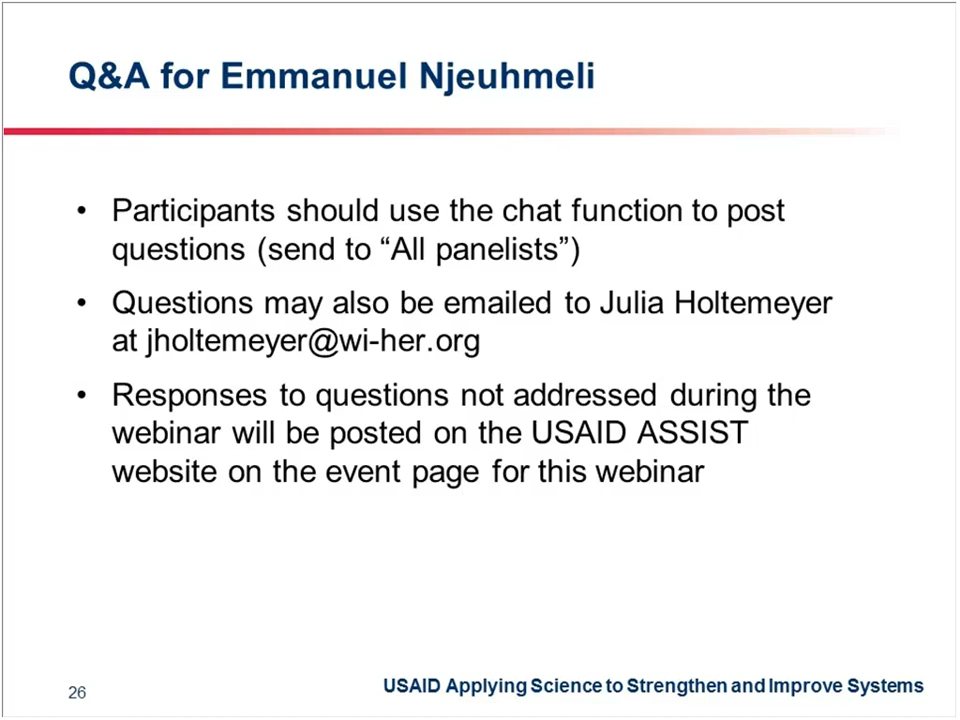 Q&A for Emmanuel Njeuhmeli
• Participants should use the chat function to post
questions (send to “All panelists”)
• Questions may also be emailed to Julia Holtemeyer
at jholtemeyer@wi-her.org
• Responses to questions not addressed during the
webinar will be posted on the USAID ASSIST
website on the event page for this webinar
26
USAID Applying Science to Strengthen and Improve Systems